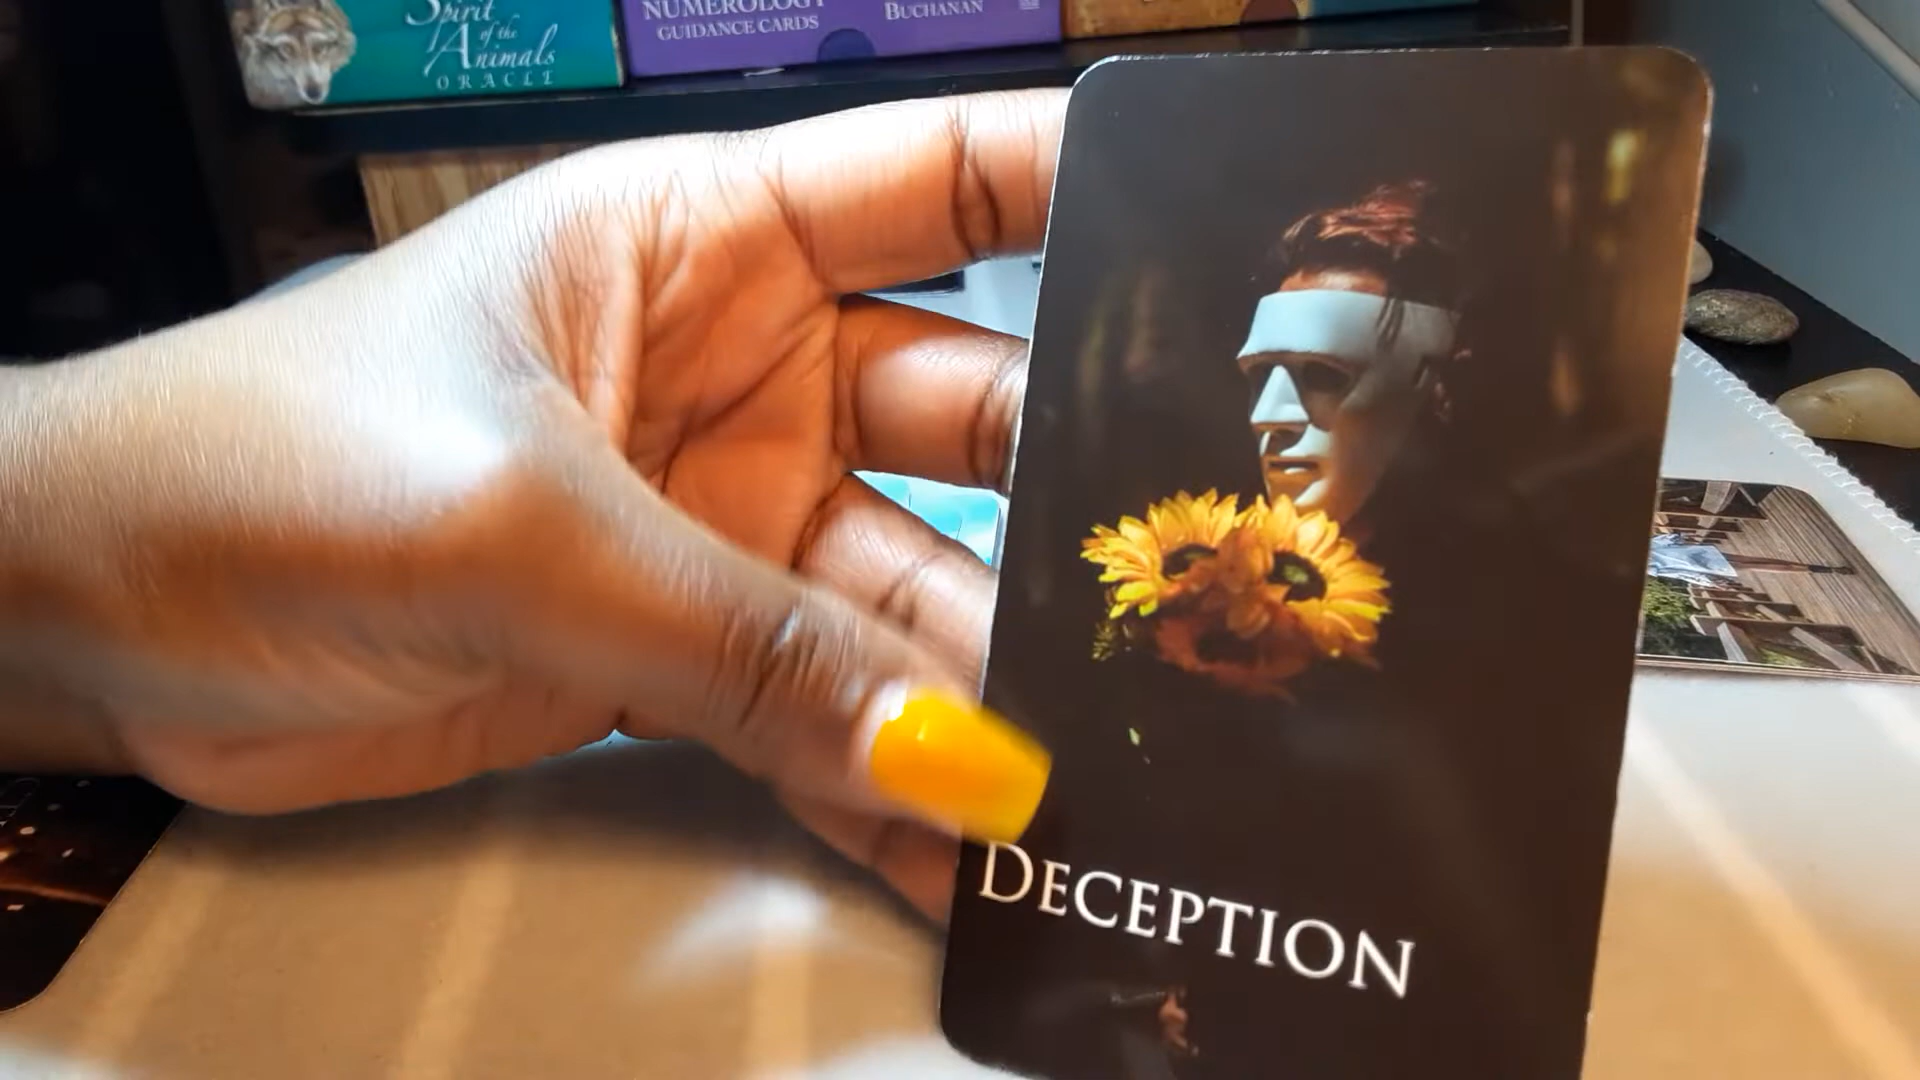 Spirit
of the
Animals
ORACLE
NUMEROLOGY
GUIDANCE CARDS
BUCHANAN
DECEPTION